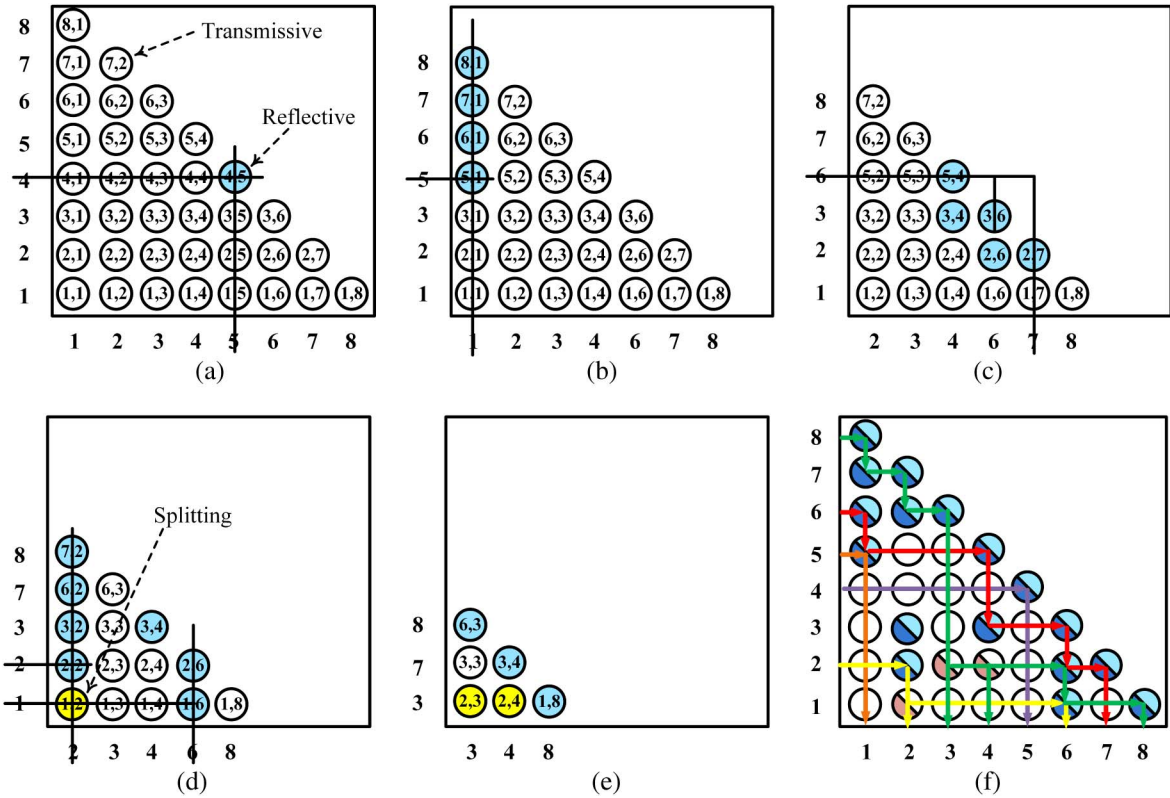 8 8,1
Transmissive
7 7,1 7,2
6 6,1 6,2 6,3
Reflective
5 5,1 5,2 5,3 5,4
4 4,1 4,2 4,3 4,4 4,5
3 3,1 3,2 3,3 3,4 3,5 3,6
2 2,1 2,2 2,3 2,4 2,5 2,6 2,7
1 1,1 1,2 1,3 1,4 1,5 1,6 1,7 1,8
1 2 3 4 5 6 7 8
(a)
8 8,1
7 7,1 7,2
6 6,1 6,2 6,3
5 5,1 5,2 5,3 5,4
3 3,1 3,2 3,3 3,4 3,6
2 2,1 2,2 2,3 2,4 2,6 2,7
1 1,1 1,2 1,3 1,4 1,6 1,7 1,8
1 2 3 4 6 7 8
(b)
8 7,2
7 6,2 6,3
6 5,2 5,3 5,4
3 3,2 3,3 3,4 3,6
2 2,2 2,3 2,4 2,6 2,7
1 1,2 1,3 1,4 1,6 1,7 1,8
2 3 4 6 7 8
(c)
Splitting
8 7,2
7 6,2 6,3
3 3,2 3,3 3,4
2 2,2 2,3 2,4 2,6
1 1,2 1,3 1,4 1,6 1,8
2 3 4 6 8
(d)
8 6,3
7 3,3 3,4
3 2,3 2,4 1,8
3 4 8
(e)
8
7
6
5
4
3
2
1
1 2 3 4 5 6 7 8
(f)